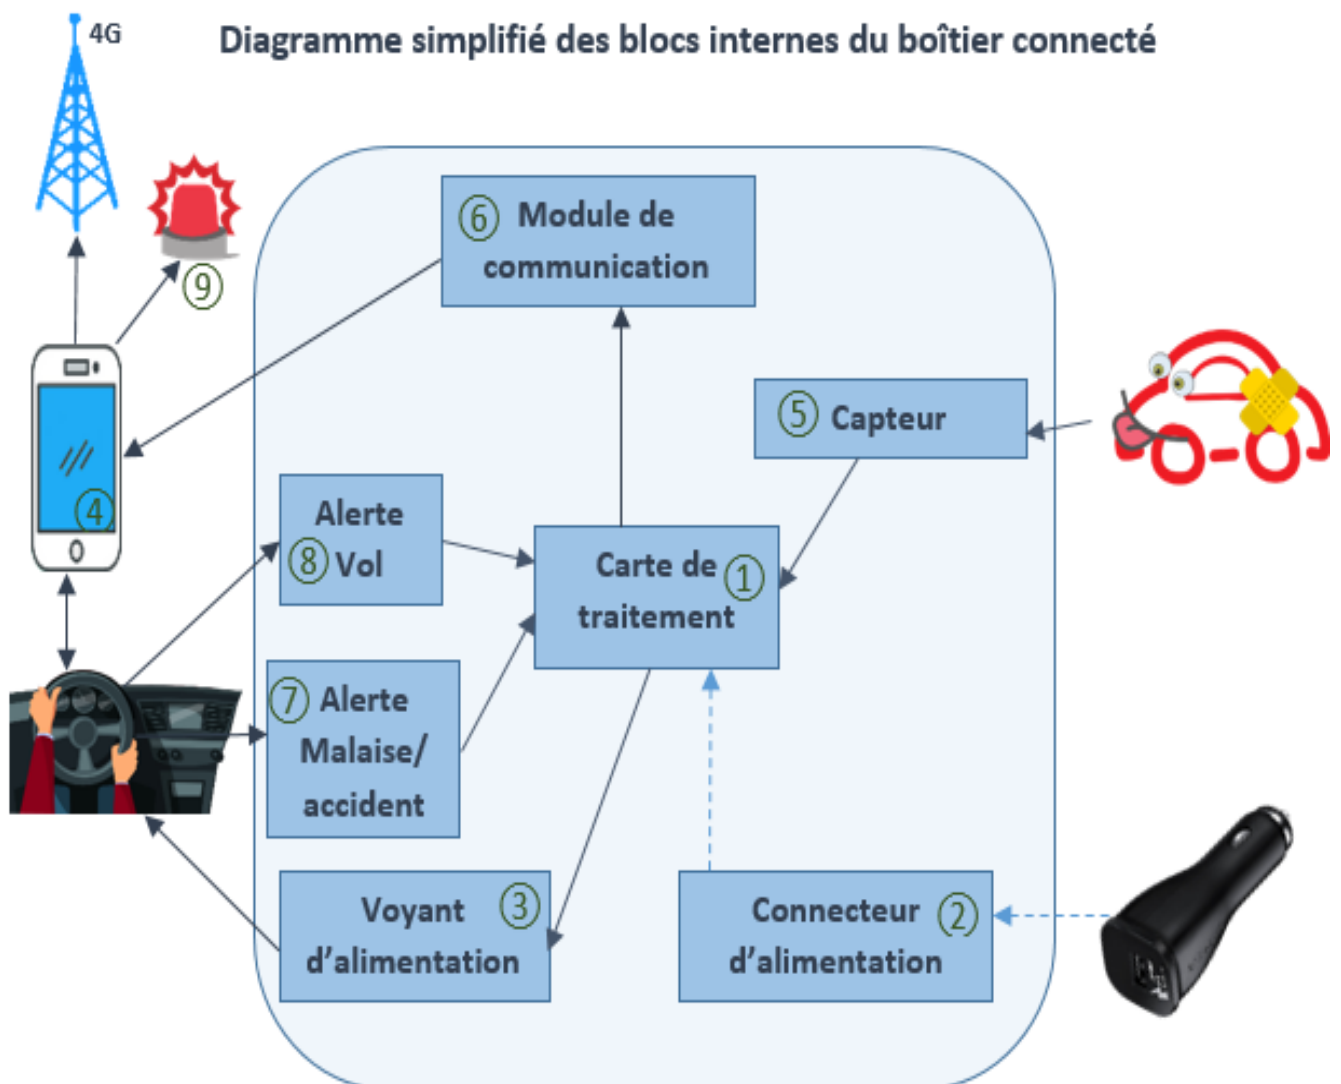 4G
Diagramme simplifié des blocs internes du boîtier connecté
⑥ Module de
communication
⑨
⑤ Capteur
④
Alerte
⑧ Vol
Carte de ①
traitement
⑦ Alerte
Malaise/
accident
Voyant ③
d’alimentation
Connecteur ②
d’alimentation